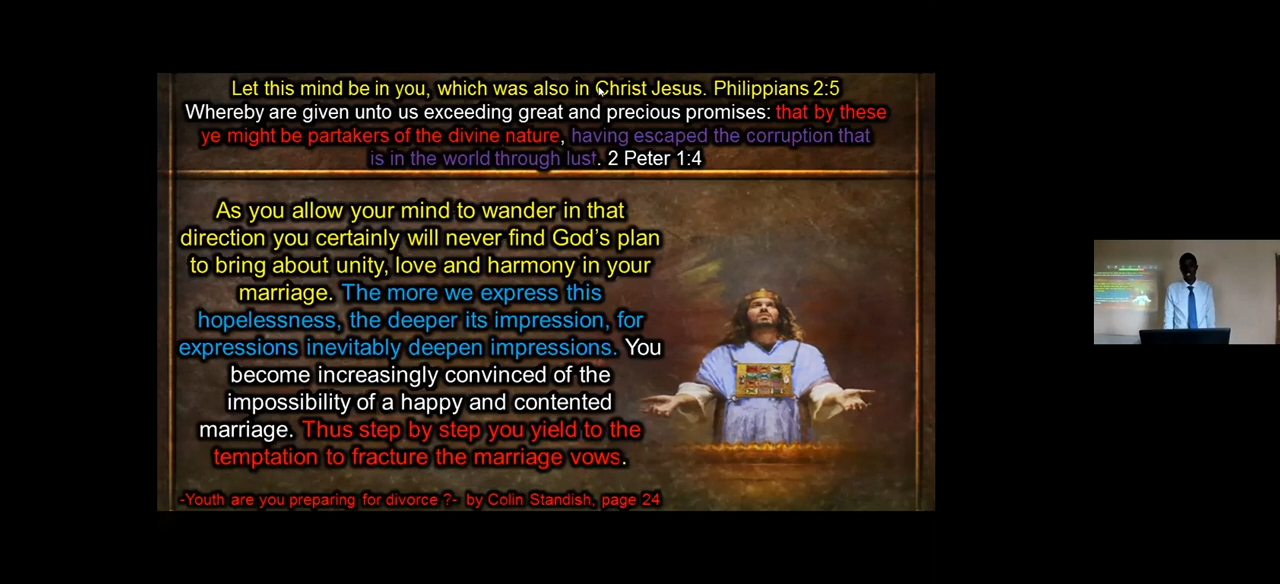 Let this mind be in you, which was also in Christ Jesus. Philippians 2:5
Whereby are given unto us exceeding great and precious promises: that by these
ye might be partakers of the divine nature, having escaped the corruption that
is in the world through lust. 2 Peter 1:4
As you allow your mind to wander in that
direction you certainly will never find God’s plan
to bring about unity, love and harmony in your
marriage. The more we express this
hopelessness, the deeper its impression, for
expressions inevitably deepen impressions. You
become increasingly convinced of the
impossibility of a happy and contented
marriage. Thus step by step you yield to the
temptation to fracture the marriage vows.
-Youth are you preparing for divorce ?- by Colin Standish, page 24